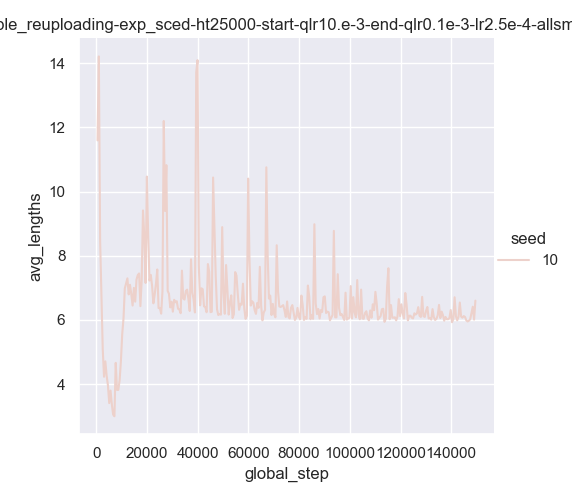 ble_reuploading-exp_sced-ht25000-start-qlr10.e-3-end-qlr0.1e-3-lr2.5e-4-allsm
14
12
10
8
6
4
avg_lengths
seed
10
0 20000 40000 60000 80000 100000 120000 140000
global_step